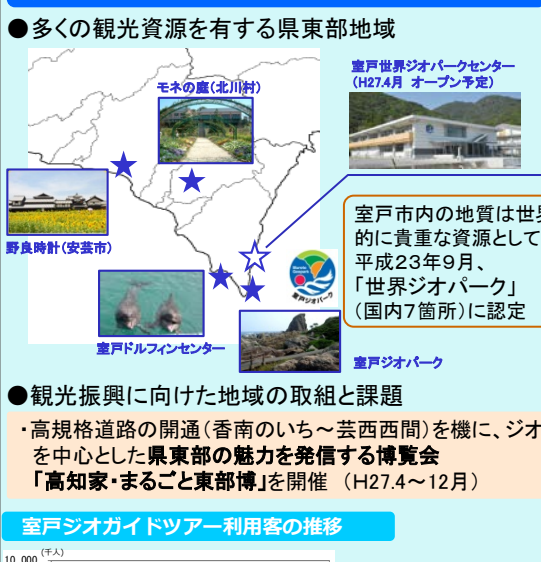 ●多くの観光資源を有する県東部地域
室戸世界ジオパークセンター
（H27.4月 オープン予定）
モネの庭（北川村）
野良時計（安芸市）
室戸市内の地質は世界
的に貴重な資源として
平成２３年９月、
「世界ジオパーク」
（国内７箇所）に認定
室戸ジオパーク
室戸ドルフィンセンター
室戸ジオパーク
●観光振興に向けた地域の取組と課題
・高規格道路の開通（香南のいち～芸西西間）を機に、ジオ
を中心とした県東部の魅力を発信する博覧会
「高知家・まるごと東部博」を開催 （H27.4～12月）
室戸ジオガイドツアー利用客の推移
（千人）
10,000